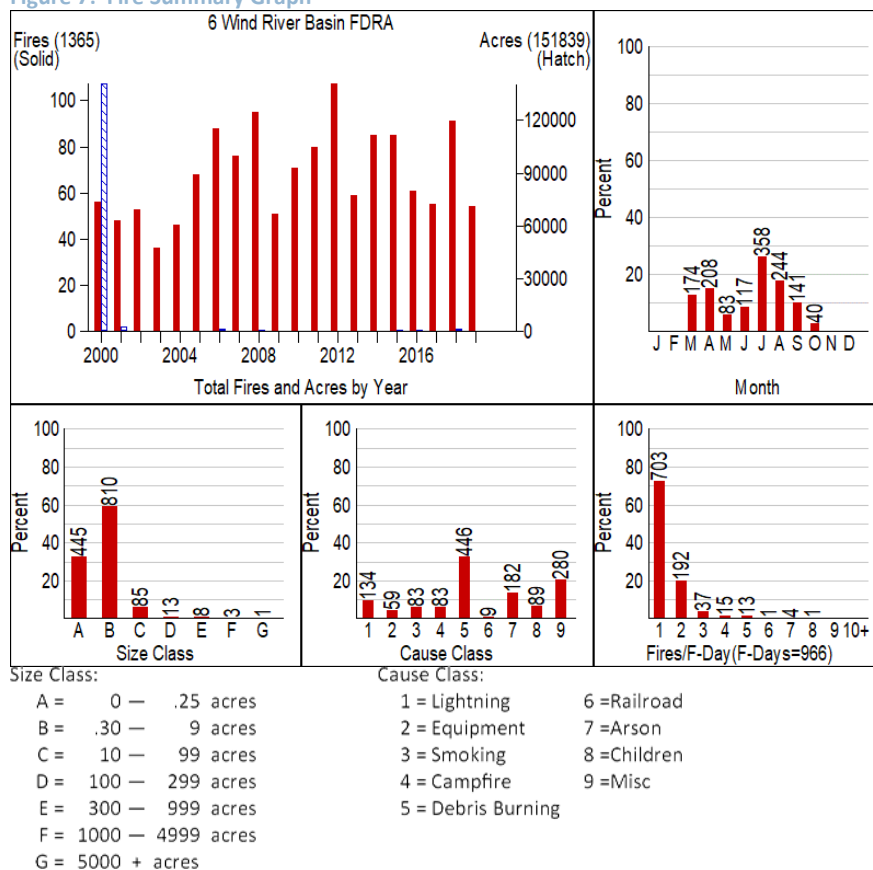 Figure 7: Fire Summary Graph
6 Wind River Basin FDRA
Fires (1365)
(Solid)
Acres (151839)
(Hatch)
100
80
60
40
20
0
120000
90000
60000
30000
0
2000 2004 2008 2012 2016
Total Fires and Acres by Year
Percent
100
80
60
40
20
174 208 83 117 358 244 141 40
J F M A M J J A S O N D
Month
Percent
100
80
60
40
20
445 810 85 13 8 3 1
A B C D E F G
Size Class
Percent
100
80
60
40
20
134 59 83 83 446 9 182 89 280
1 2 3 4 5 6 7 8 9
Cause Class
Percent
100
80
60
40
20
703 192 37 15 13 1 4 1
1 2 3 4 5 6 7 8 9 10+
Fires/F-Day(F-Days=966)
Size Class:
A = 0 — .25 acres
B = .30 — 9 acres
C = 10 — 99 acres
D = 100 — 299 acres
E = 300 — 999 acres
F = 1000 — 4999 acres
G = 5000 + acres
Cause Class:
1 = Lightning 6 =Railroad
2 = Equipment 7 =Arson
3 = Smoking 8 =Children
4 = Campfire 9 =Misc
5 = Debris Burning